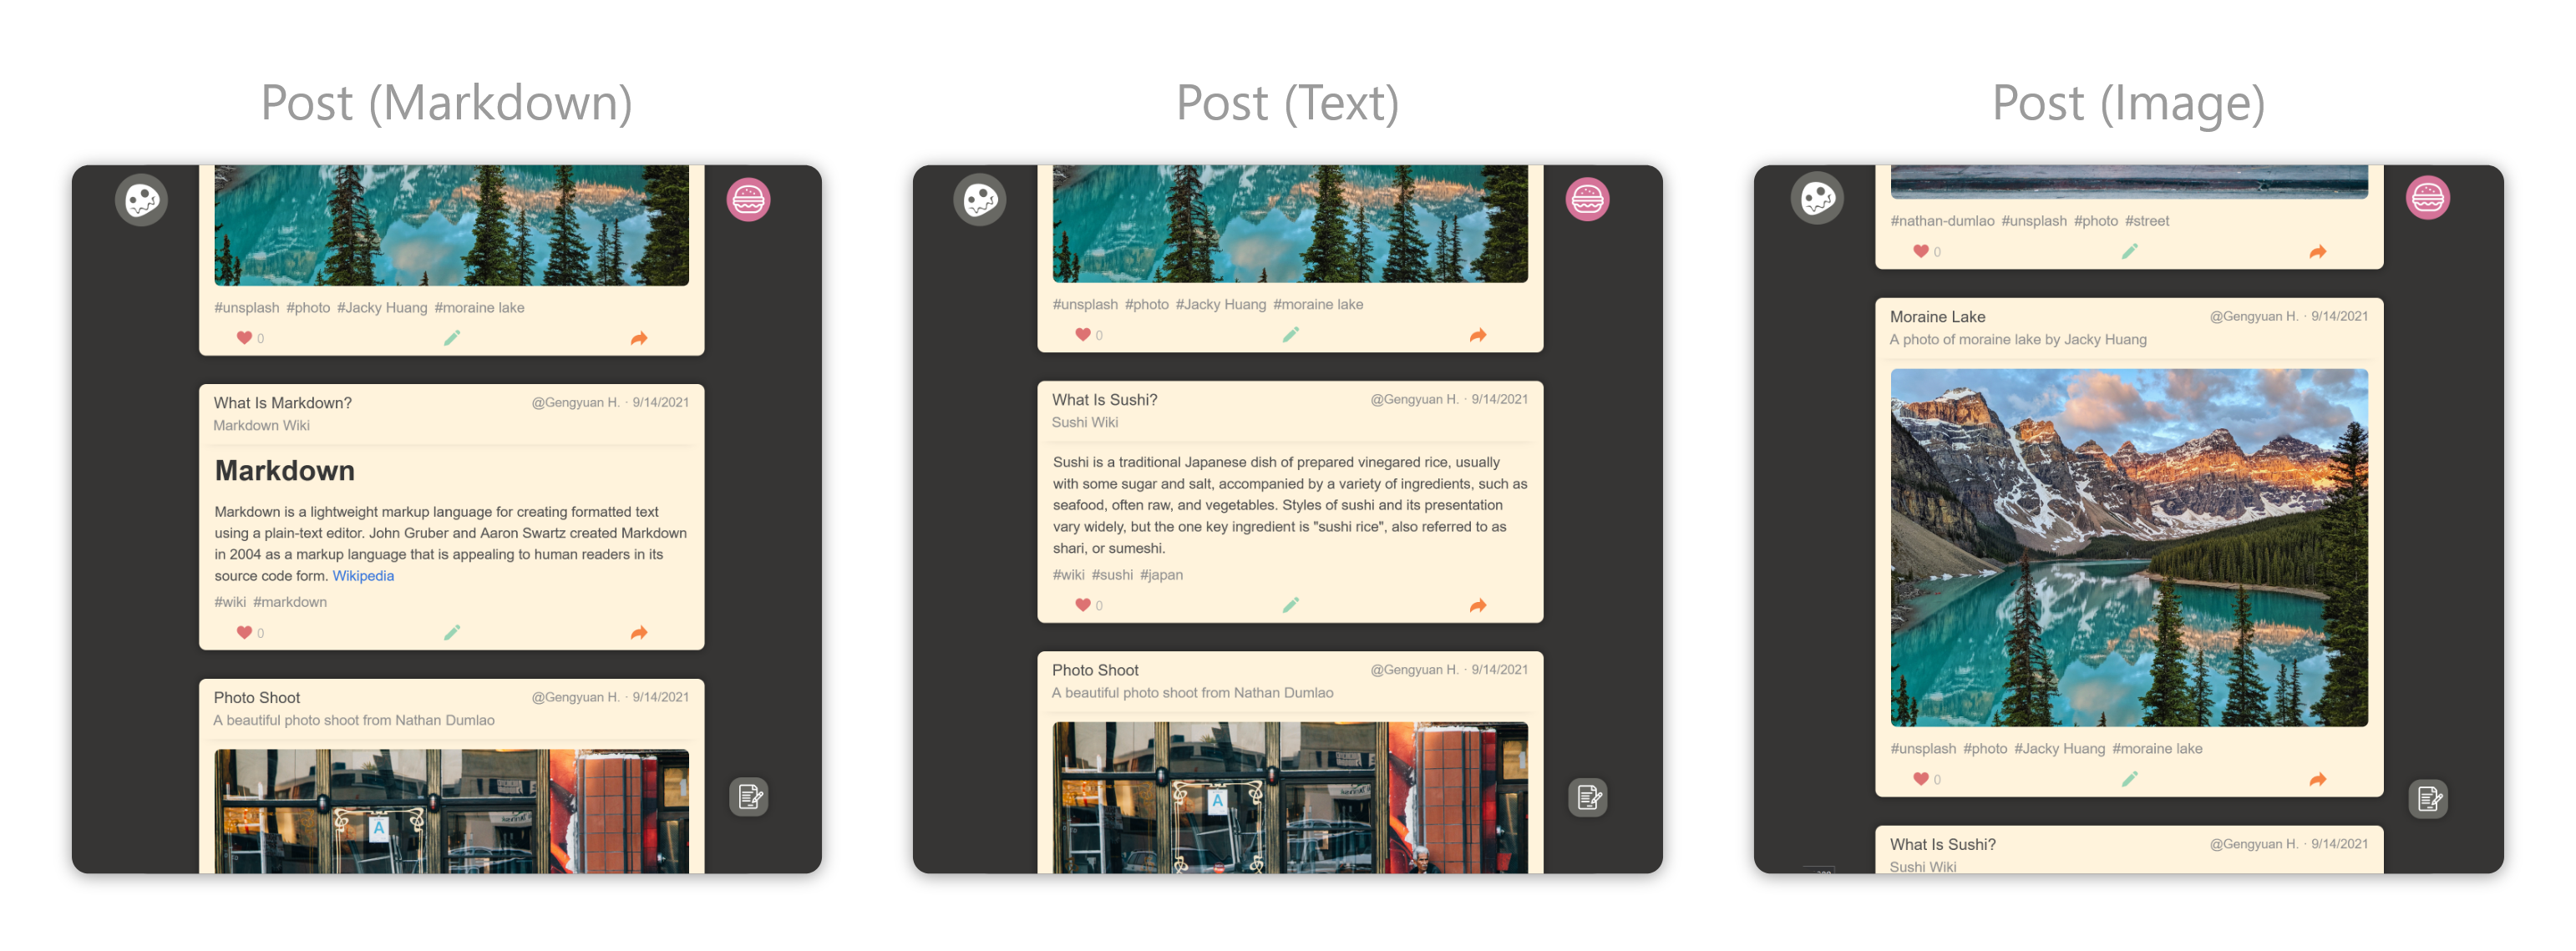 Post (Markdown)
#unsplash #photo #Jacky Huang #moraine lake
0
What Is Markdown?
@Gengyuan H. · 9/14/2021
Markdown Wiki
Markdown
Markdown is a lightweight markup language for creating formatted text
using a plain-text editor. John Gruber and Aaron Swartz created Markdown
in 2004 as a markup language that is appealing to human readers in its
source code form. Wikipedia
#wiki #markdown
0
Photo Shoot
@Gengyuan H. · 9/14/2021
A beautiful photo shoot from Nathan Dumlao
A
Post (Text)
#unsplash #photo #Jacky Huang #moraine lake
0
What Is Sushi?
@Gengyuan H. · 9/14/2021
Sushi Wiki
Sushi is a traditional Japanese dish of prepared vinegared rice, usually
with some sugar and salt, accompanied by a variety of ingredients, such as
seafood, often raw, and vegetables. Styles of sushi and its presentation
vary widely, but the one key ingredient is "sushi rice", also referred to as
shari, or sumeshi.
#wiki #sushi #japan
0
Photo Shoot
@Gengyuan H. · 9/14/2021
A beautiful photo shoot from Nathan Dumlao
A
Post (Image)
#nathan-dumlao #unsplash #photo #street
0
Moraine Lake
@Gengyuan H. · 9/14/2021
A photo of moraine lake by Jacky Huang
#unsplash #photo #Jacky Huang #moraine lake
0
What Is Sushi?
@Gengyuan H. · 9/14/2021
Sushi Wiki